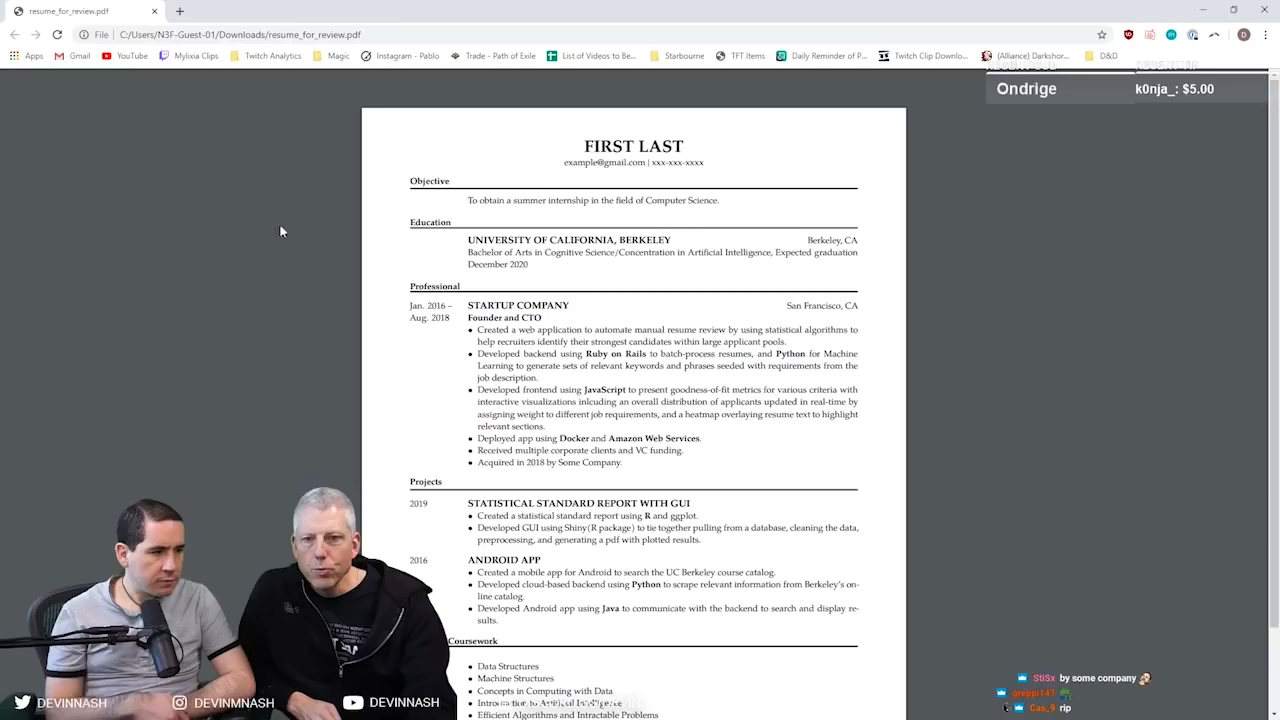 resume_for_review.pdf
File | C:/Users/N3F-Guest-01/Downloads/resume_for_review.pdf
D
Apps Gmail YouTube Mylixia Clips Twitch Analytics Magic Instagram - Pablo Trade - Path of Exile List of Videos to Be... Starbourne TFT Items Daily Reminder of P... Twitch Clip Downlo... (Alliance) Darkshor... D&D
Ondrige
k0nja_: $5.00
FIRST LAST
example@gmail.com | xxx-xxx-xxxx
Objective
To obtain a summer internship in the field of Computer Science.
Education
UNIVERSITY OF CALIFORNIA, BERKELEY Berkeley, CA
Bachelor of Arts in Cognitive Science/Concentration in Artificial Intelligence, Expected graduation
December 2020
Professional
Jan. 2016 – STARTUP COMPANY San Francisco, CA
Aug. 2018 Founder and CTO
• Created a web application to automate manual resume review by using statistical algorithms to
help recruiters identify their strongest candidates within large applicant pools.
• Developed backend using Ruby on Rails to batch-process resumes, and Python for Machine
Learning to generate sets of relevant keywords and phrases seeded with requirements from the
job description.
• Developed frontend using JavaScript to present goodness-of-fit metrics for various criteria with
interactive visualizations inlcuding an overall distribution of applicants updated in real-time by
assigning weight to different job requirements, and a heatmap overlaying resume text to highlight
relevant sections.
• Deployed app using Docker and Amazon Web Services.
• Received multiple corporate clients and VC funding.
• Acquired in 2018 by Some Company.
Projects
2019 STATISTICAL STANDARD REPORT WITH GUI
• Created a statistical standard report using R and ggplot.
• Developed GUI using Shiny(R package) to tie together pulling from a database, cleaning the data,
preprocessing, and generating a pdf with plotted results.
2016 ANDROID APP
• Created a mobile app for Android to search the UC Berkeley course catalog.
• Developed cloud-based backend using Python to scrape relevant information from Berkeley's on-
line catalog.
• Developed Android app using Java to communicate with the backend to search and display re-
sults.
Coursework
• Data Structures
• Machine Structures
• Concepts in Computing with Data
• Introduction to Artificial Intelligence
• Efficient Algorithms and Intractable Problems
DEVINNASH DEVINMNASH DEVINNASH
StiSx by some company
greppi147
Cas_9 rip